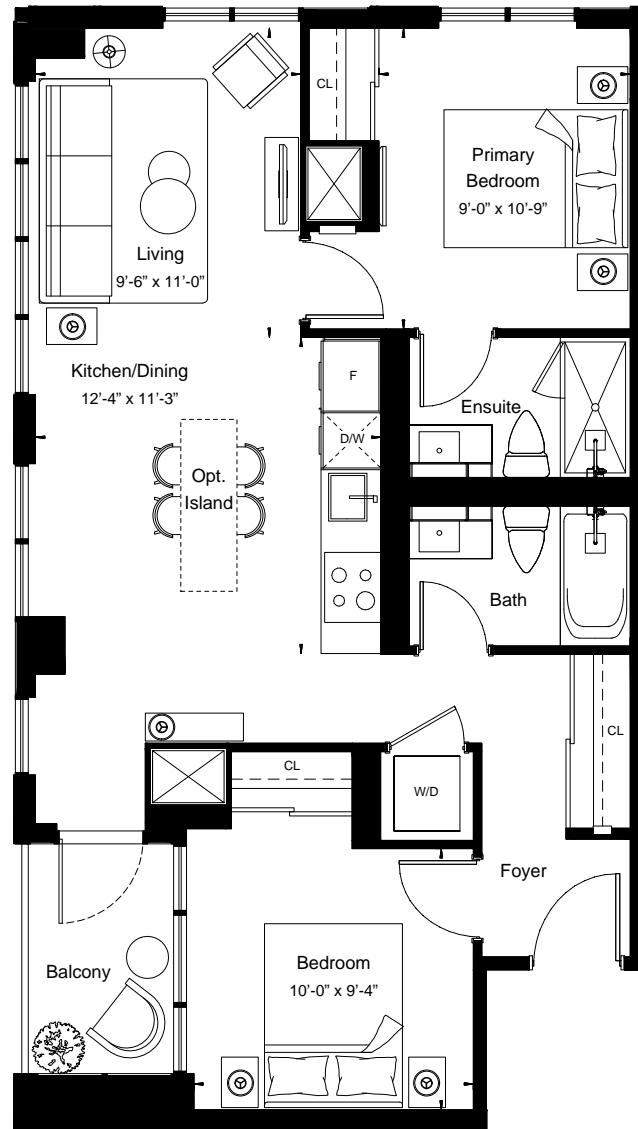 CL
Primary
Bedroom
9'-0" x 10'-9"
Living
9'-6" x 11'-0"
Kitchen/Dining
12'-4" x 11'-3"
F
D/W
Ensuite
Opt.
Island
Bath
CL
CL
W/D
Foyer
Balcony
Bedroom
10'-0" x 9'-4"